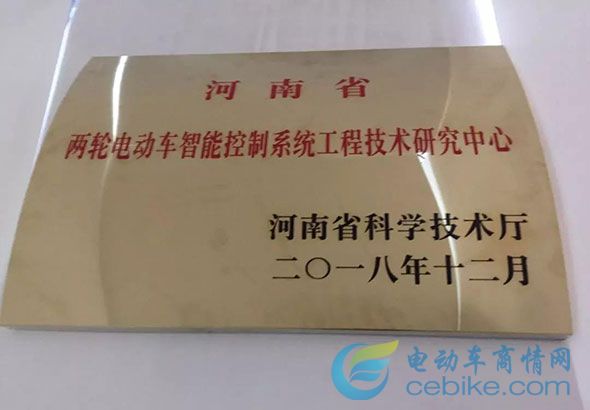 河南省
两轮电动车智能控制系统工程技术研究中心
河南省科学技术厅
二〇一八年十二月
电动车商情网
cebike.com